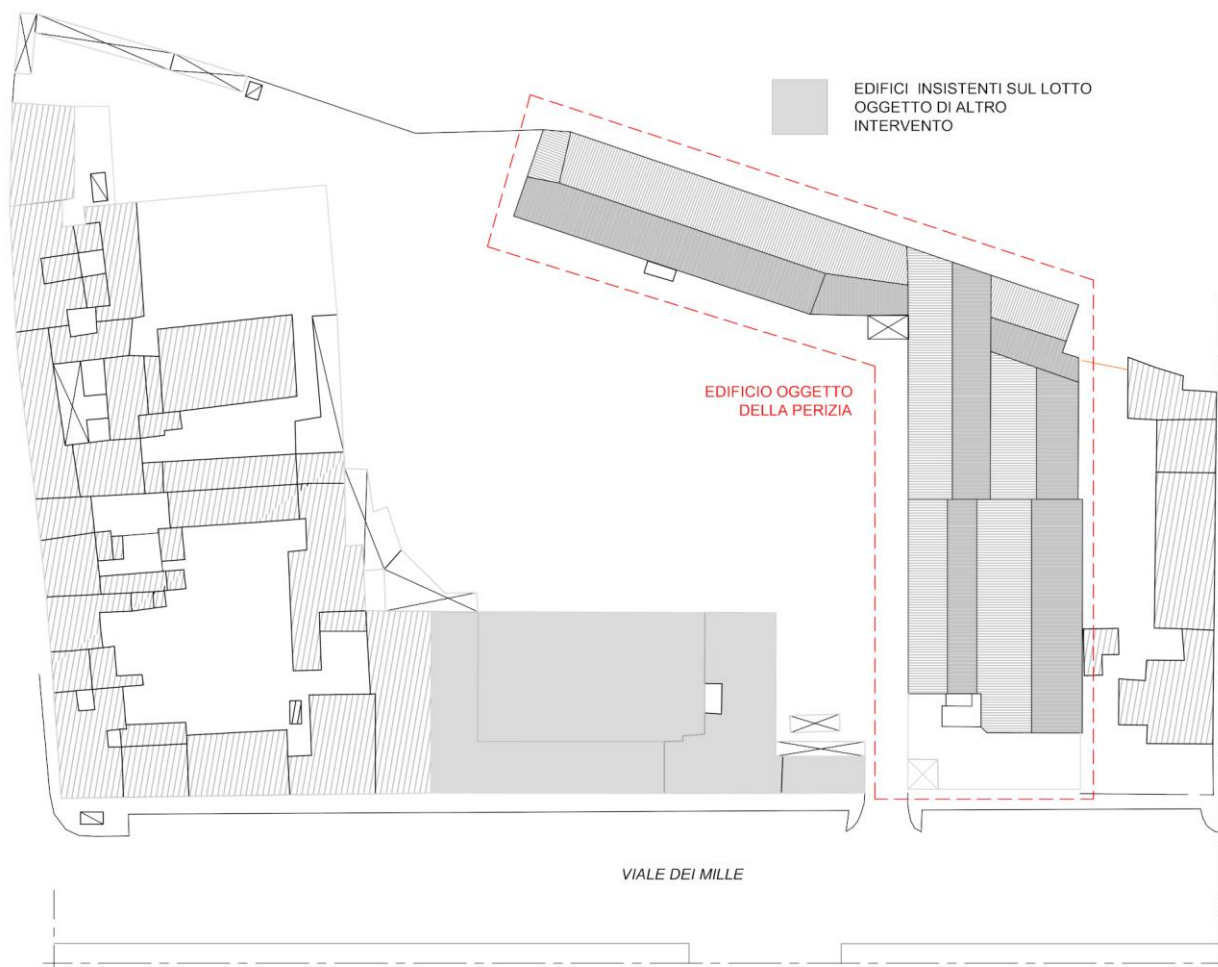 EDIFICI INSISTENTI SUL LOTTO
OGGETTO DI ALTRO
INTERVENTO
EDIFICIO OGGETTO
DELLA PERIZIA
VIALE DEI MILLE